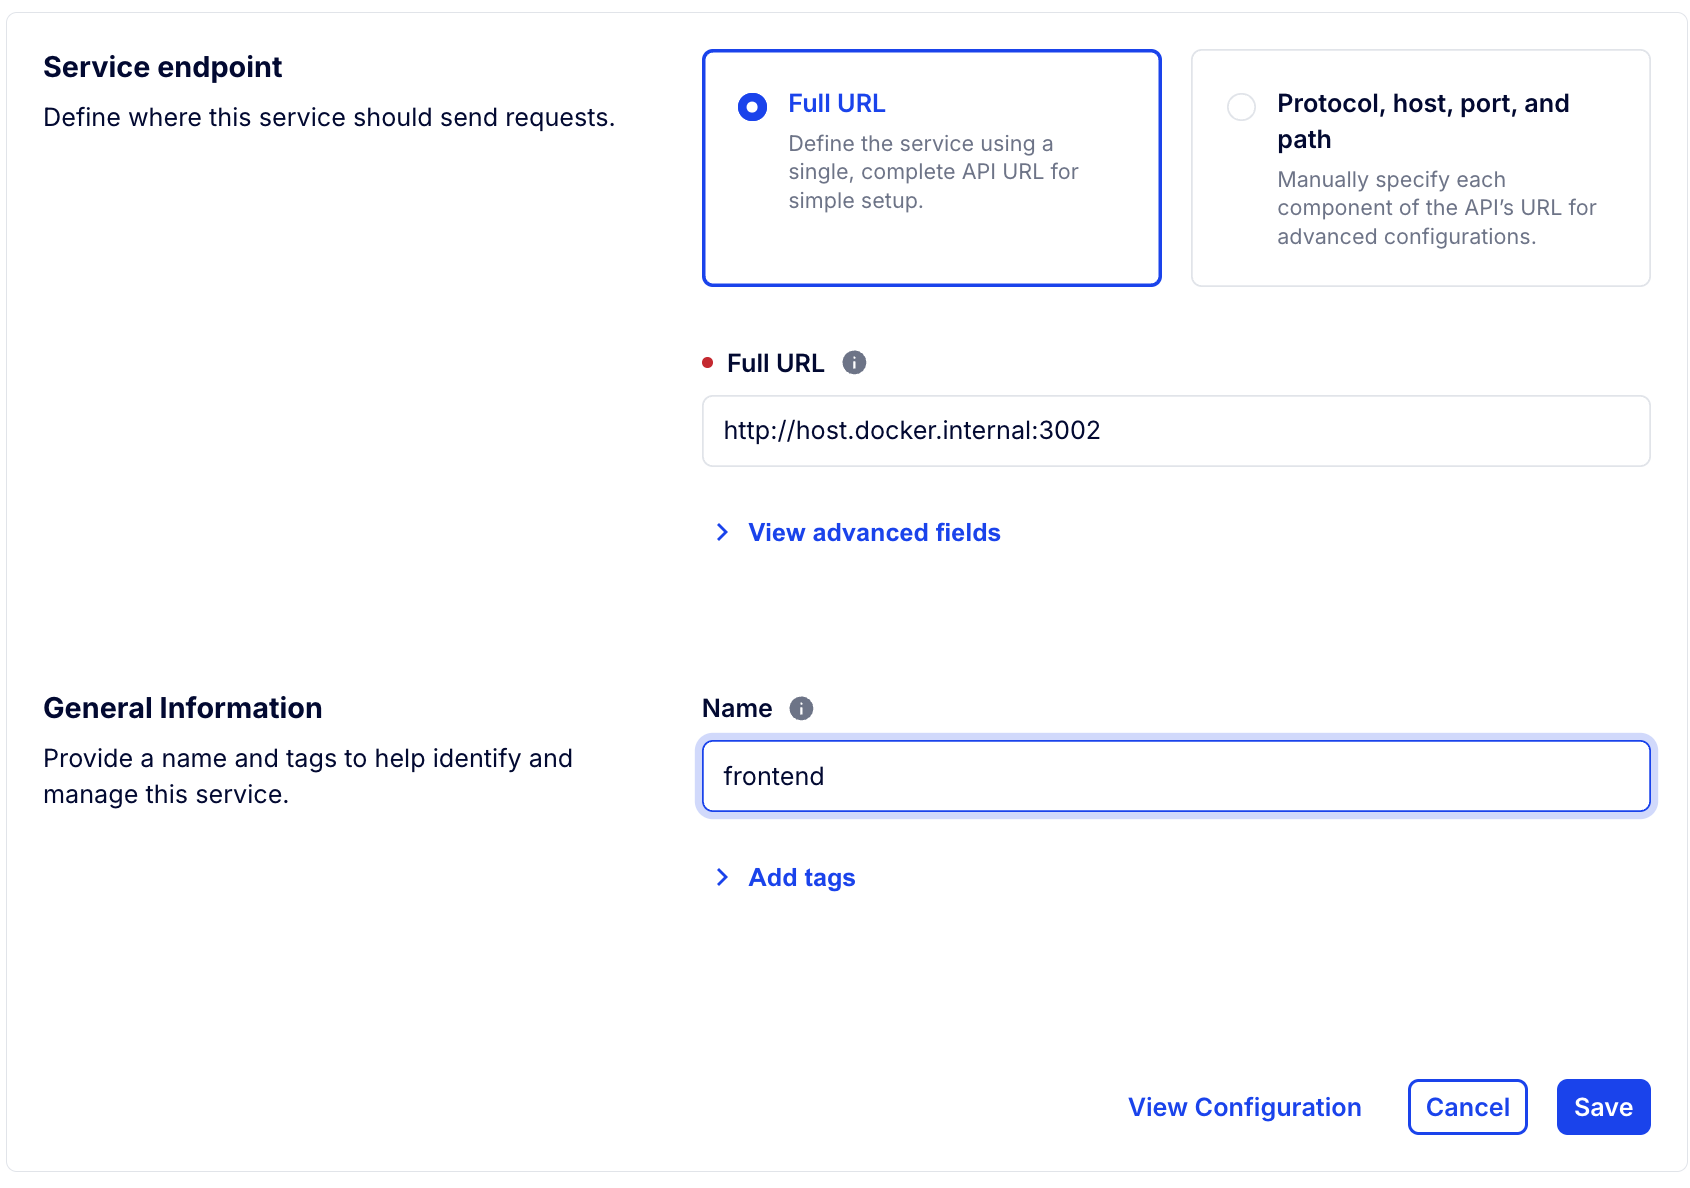 Service endpoint
Define where this service should send requests.
Full URL
Define the service using a
single, complete API URL for
simple setup.
Protocol, host, port, and
path
Manually specify each
component of the API’s URL for
advanced configurations.
Full URL
http://host.docker.internal:3002
View advanced fields
General Information
Provide a name and tags to help identify and
manage this service.
Name
frontend
Add tags
View Configuration
Cancel
Save